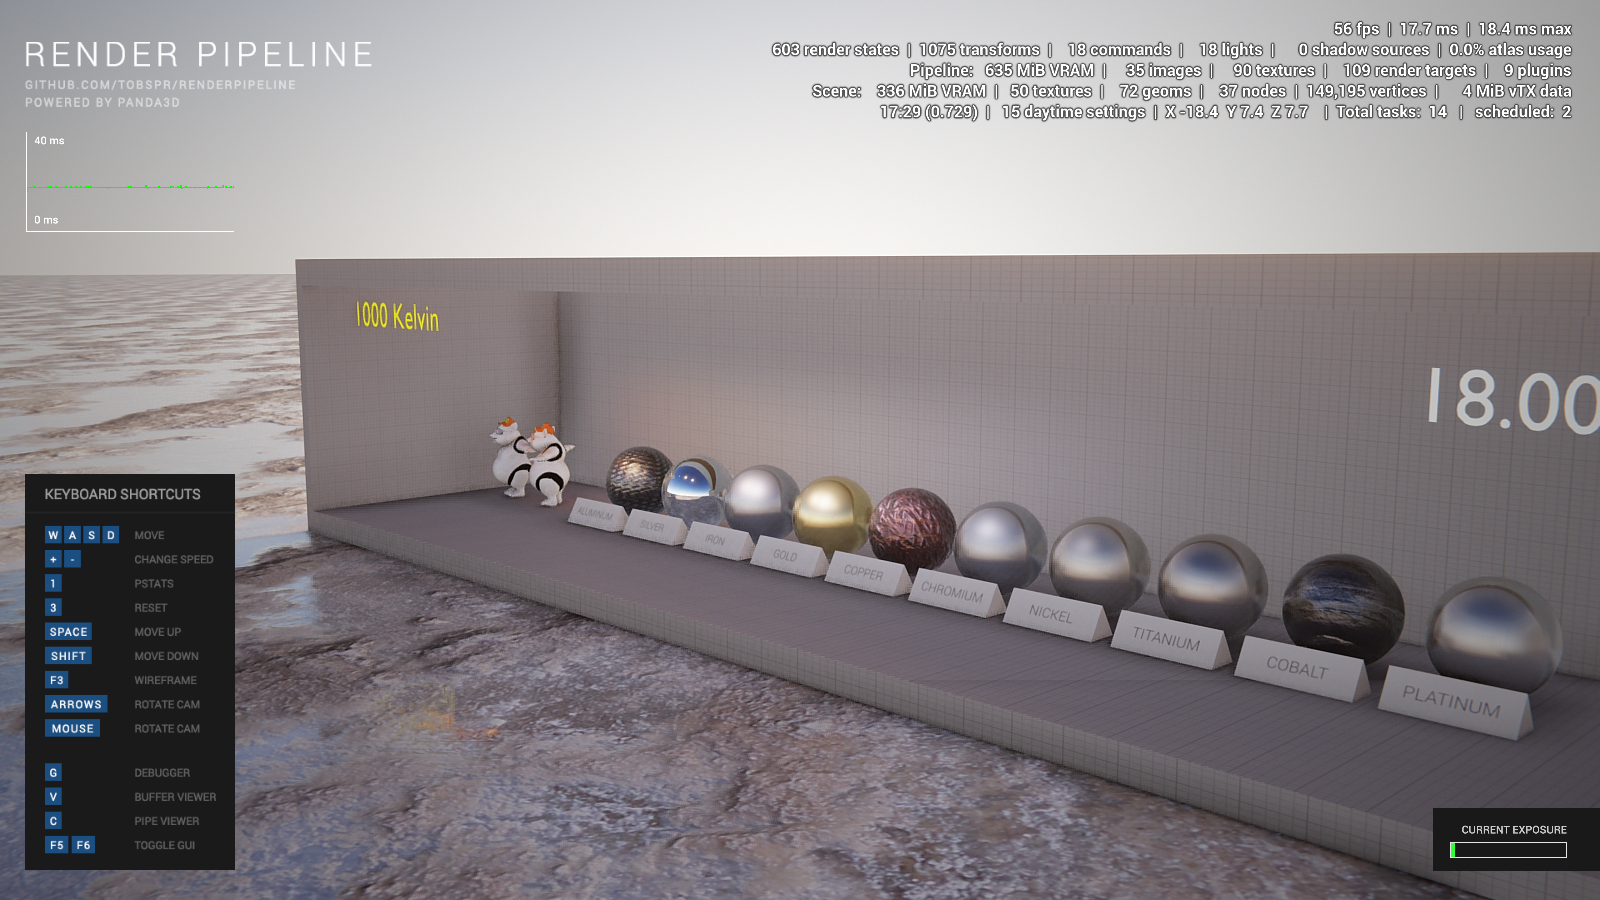 RENDER PIPELINE
GITHUB.COM/TOBSPR/RENDERPIPELINE
POWERED BY PANDA3D
56 fps | 17.7 ms | 18.4 ms max
603 render states | 1075 transforms | 18 commands | 18 lights | 0 shadow sources | 0.0% atlas usage
Pipeline: 635 MiB VRAM | 35 images | 90 textures | 109 render targets | 9 plugins
Scene: 336 MiB VRAM | 50 textures | 72 geoms | 37 nodes | 149,195 vertices | 4 MiB vTX data
17:29 (0.729) | 15 daytime settings | X -18.4 Y 7.4 Z 7.7 | Total tasks: 14 | scheduled: 2
40 ms
0 ms
1000 Kelvin
18.00
ALUMINUM
SILVER
IRON
GOLD
COPPER
CHROMIUM
NICKEL
TITANIUM
COBALT
PLATINUM
KEYBOARD SHORTCUTS
W A S D MOVE
+ - CHANGE SPEED
1 PSTATS
3 RESET
SPACE MOVE UP
SHIFT MOVE DOWN
F3 WIREFRAME
ARROWS ROTATE CAM
MOUSE ROTATE CAM
G DEBUGGER
V BUFFER VIEWER
C PIPE VIEWER
F5 F6 TOGGLE GUI
CURRENT EXPOSURE